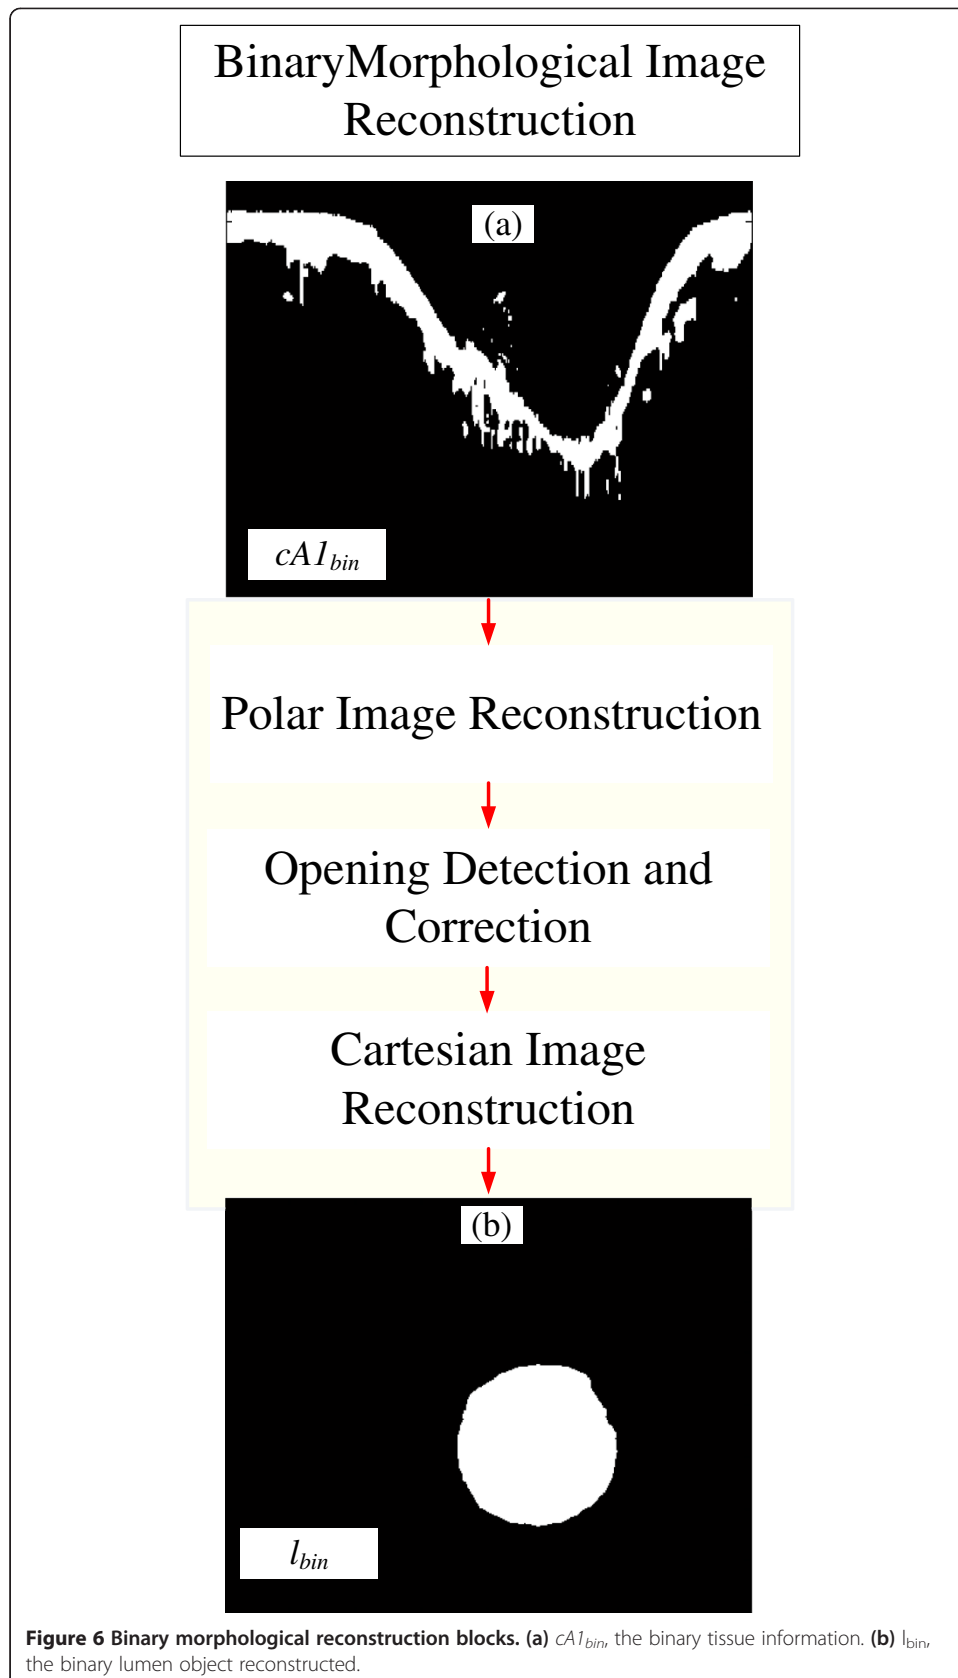 BinaryMorphological Image
Reconstruction
(a)
cA1bin
Polar Image Reconstruction
Opening Detection and
Correction
Cartesian Image
Reconstruction
(b)
lbin
Figure 6 Binary morphological reconstruction blocks. (a) cA1bin, the binary tissue information. (b) lbin,
the binary lumen object reconstructed.